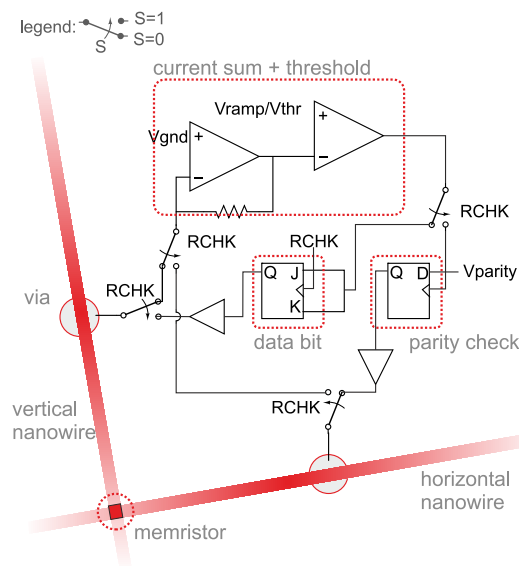 legend:
S=1
S=0
S
current sum + threshold
Vramp/Vthr
Vgnd
+
−
+
−
RCHK
RCHK
RCHK
RCHK
Q J
K
Q D
Vparity
via
data bit
parity check
RCHK
vertical
nanowire
horizontal
nanowire
memristor